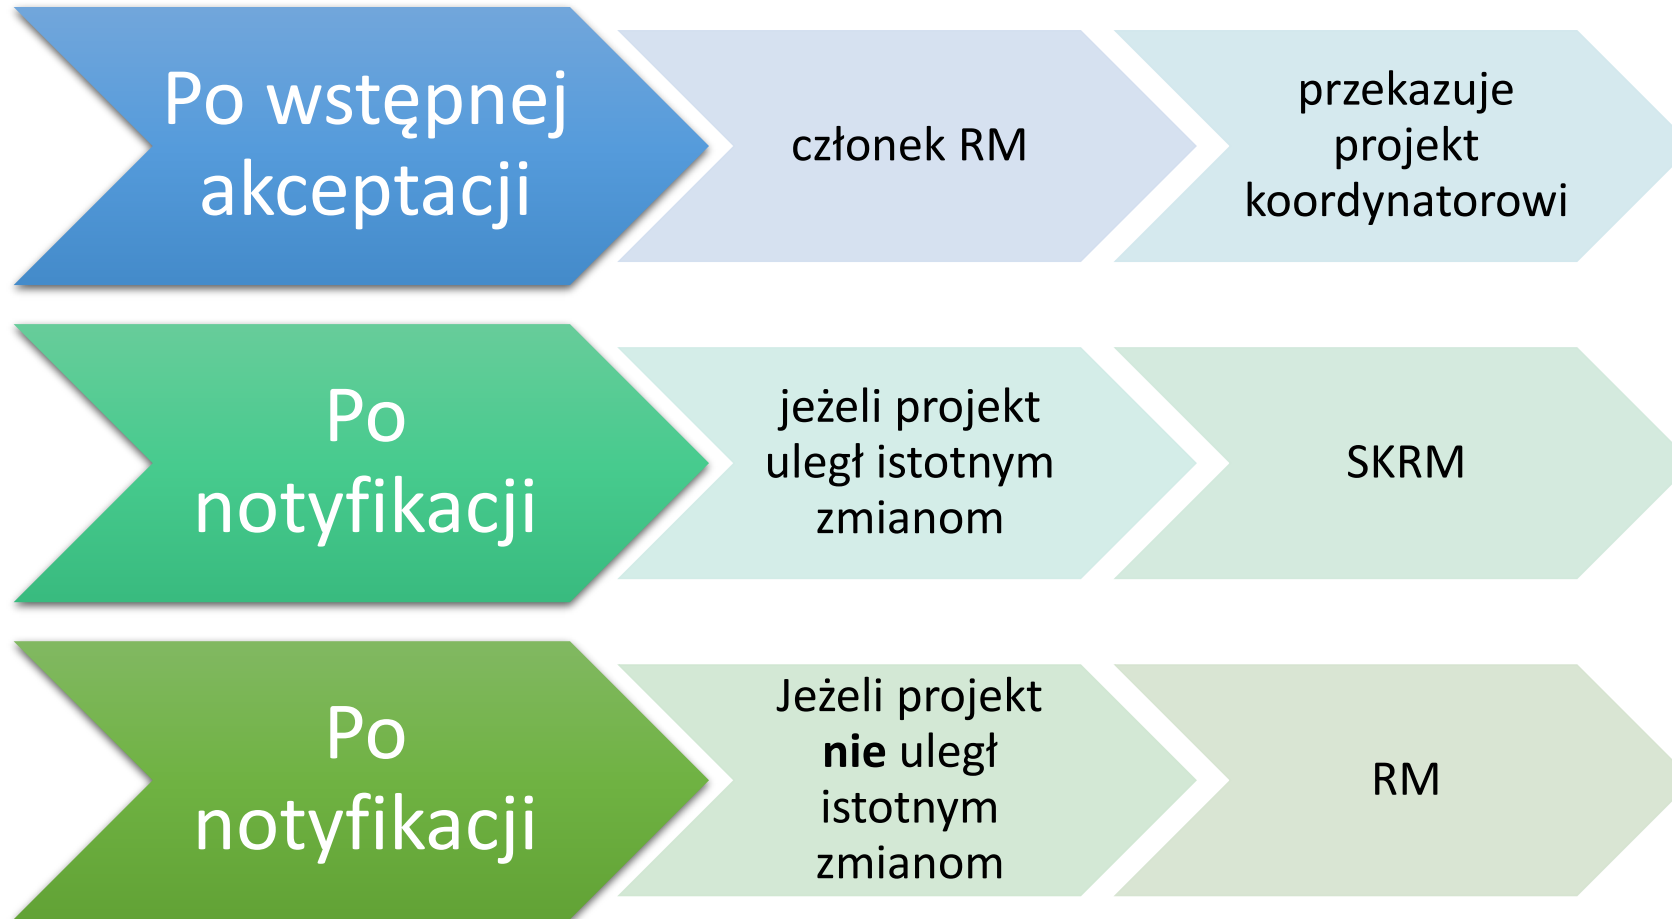 Po wstępnej
akceptacji
członek RM
przekazuje
projekt
koordynatorowi
Po
notyfikacji
jeżeli projekt
uległ istotnym
zmianom
SKRM
Po
notyfikacji
Jeżeli projekt
nie uległ
istotnym
zmianom
RM